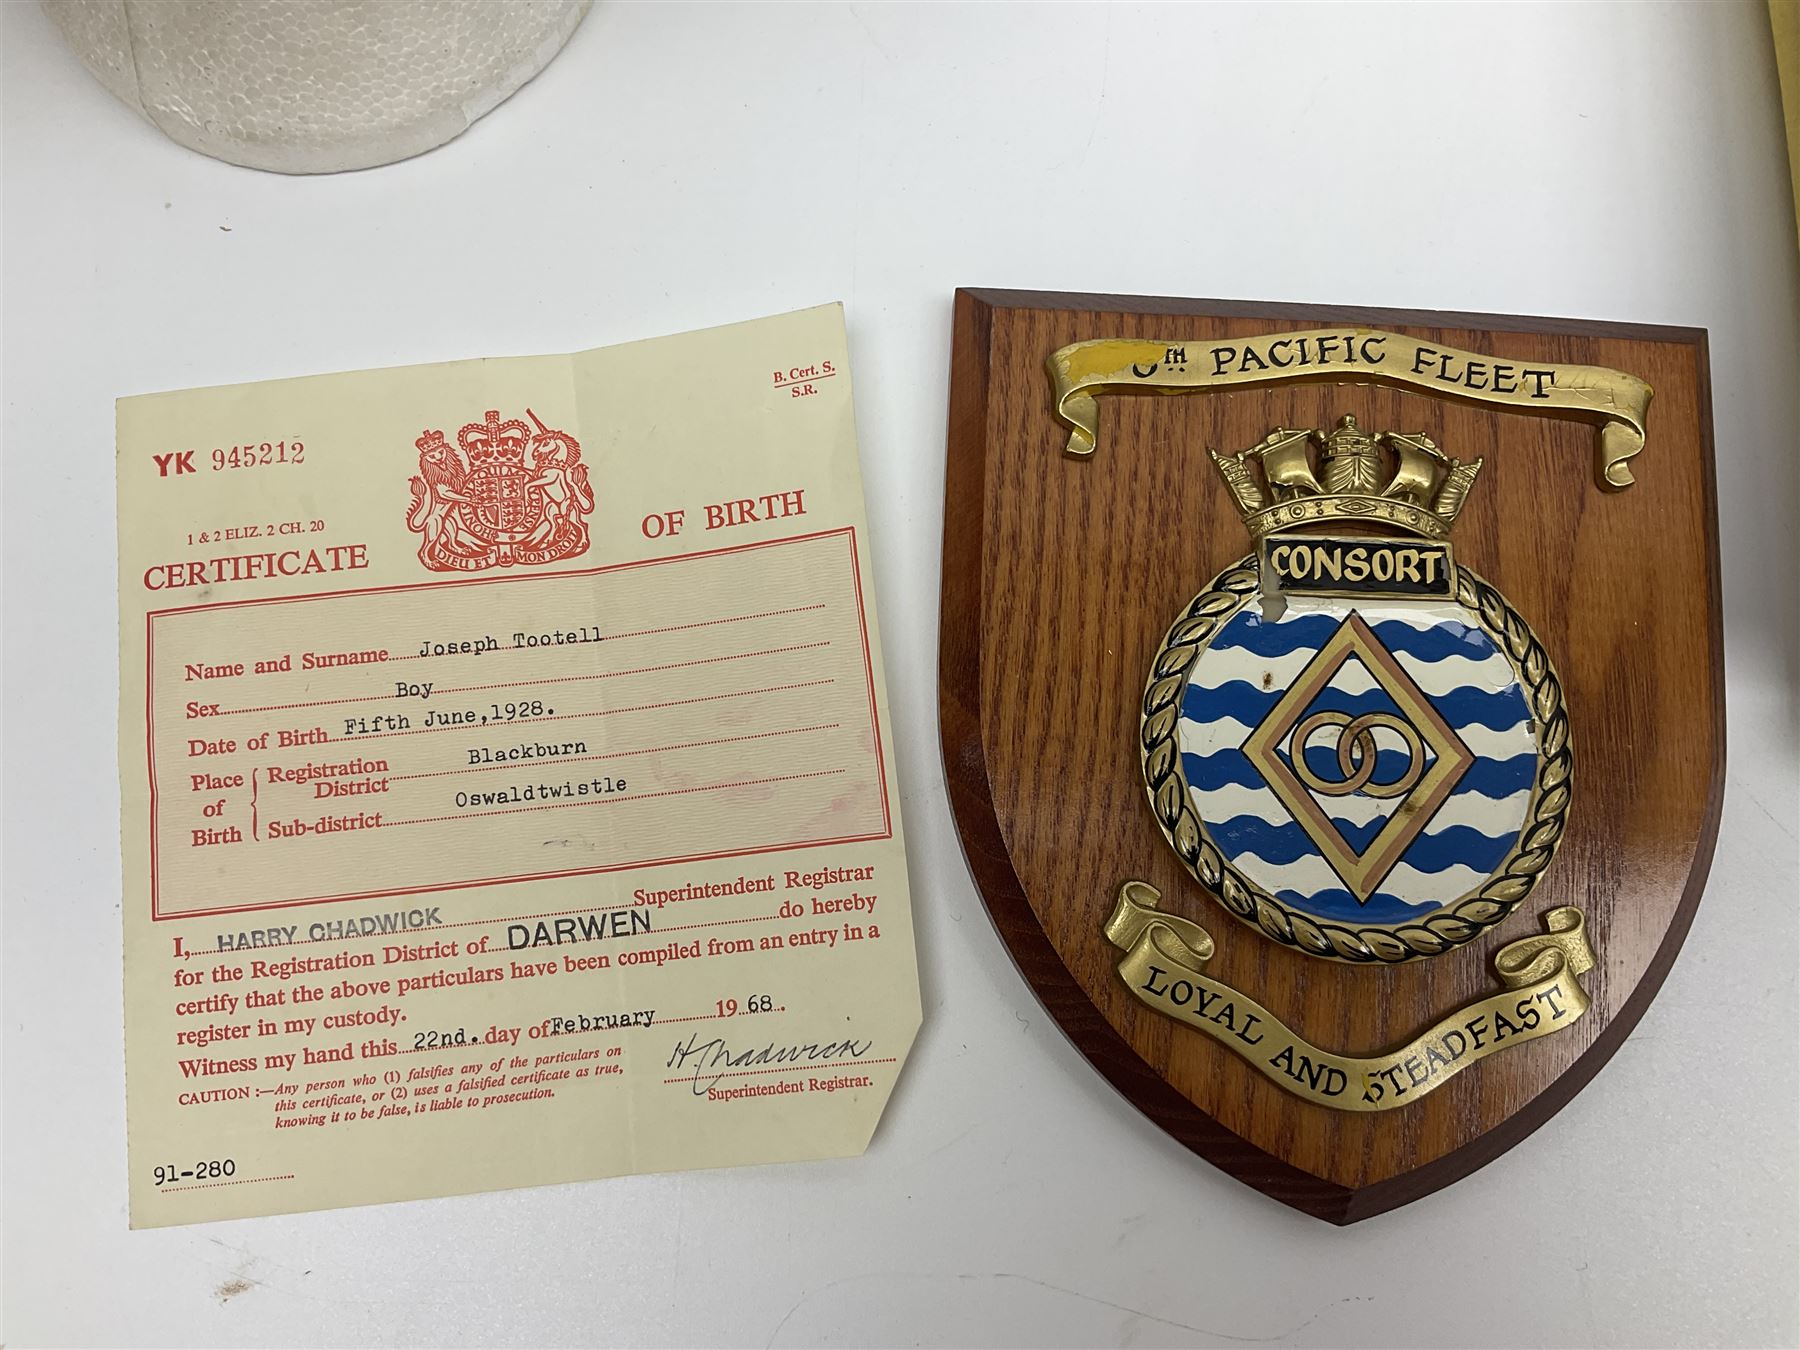 B. Cert. S.
S.R.
YK 945212
1 & 2 ELIZ. 2 CH. 20
DIEU ET MON DROIT
CERTIFICATE OF BIRTH
Name and Surname Joseph Tootell
Sex Boy
Date of Birth Fifth June,1928.
Place of Birth
Registration District Blackburn
Sub-district Oswaldtwistle
I, HARRY CHADWICK Superintendent Registrar
for the Registration District of DARWEN do hereby
certify that the above particulars have been compiled from an entry in a
register in my custody.
Witness my hand this 22nd. day of February 19 68.
CAUTION :—Any person who (1) falsifies any of the particulars on
this certificate, or (2) uses a falsified certificate as true,
knowing it to be false, is liable to prosecution.
H. Chadwick
Superintendent Registrar.
91-280
TH PACIFIC FLEET
CONSORT
LOYAL AND STEADFAST